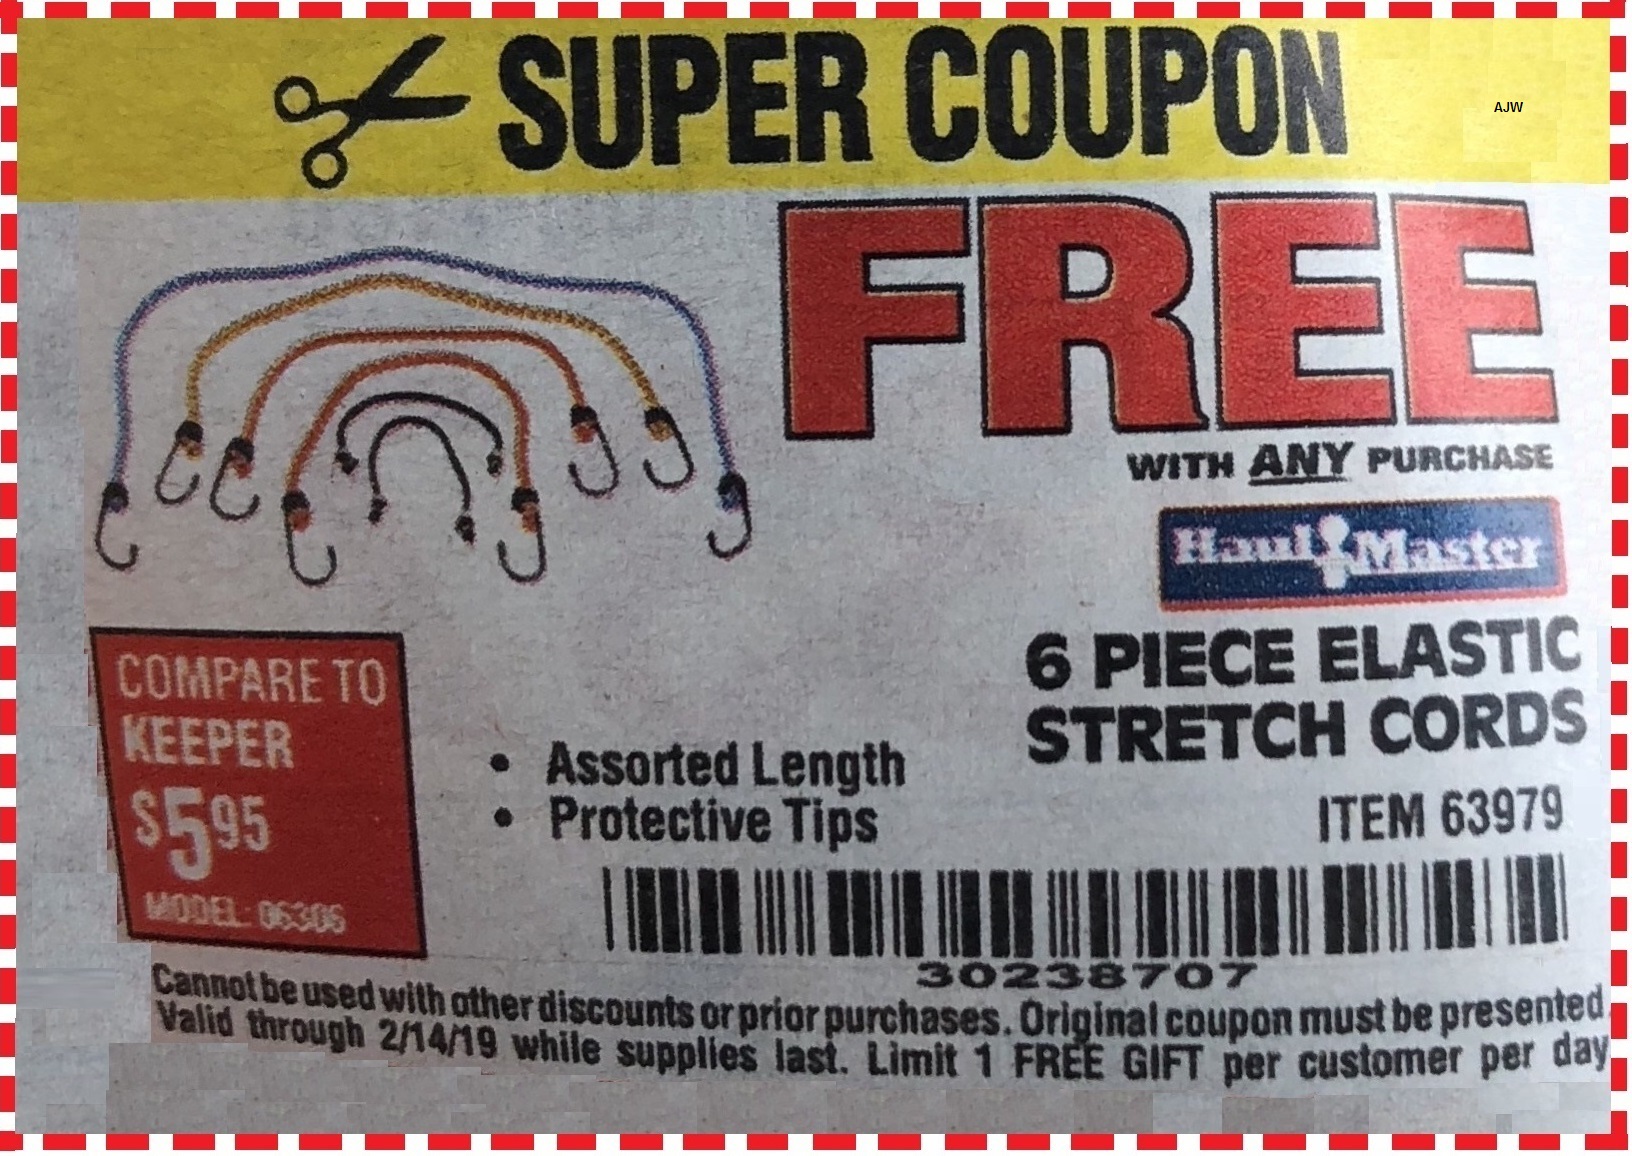 SUPER COUPON
AJW
FREE
WITH ANY PURCHASE
Haul Master
6 PIECE ELASTIC
STRETCH CORDS
COMPARE TO
KEEPER
$5.95
MODEL: 06306
• Assorted Length
• Protective Tips
ITEM 63979
30238707
Cannot be used with other discounts or prior purchases. Original coupon must be presented.
Valid through 2/14/19 while supplies last. Limit 1 FREE GIFT per customer per day